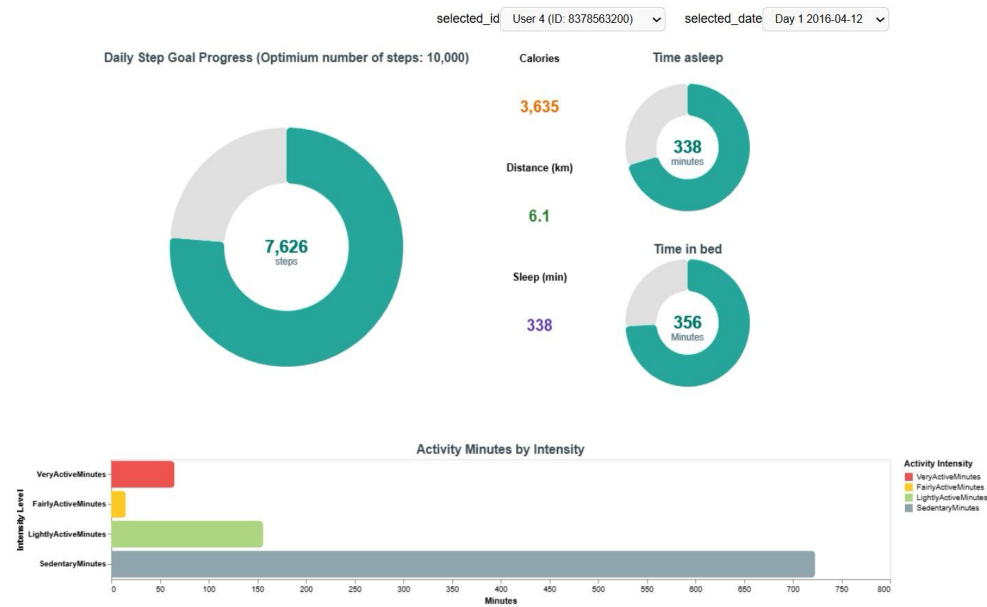 selected_id User 4 (ID: 8378563200) selected_date Day 1 2016-04-12
Daily Step Goal Progress (Optimium number of steps: 10,000)
7,626
steps
Calories
3,635
Distance (km)
6.1
Sleep (min)
338
Time asleep
338
minutes
Time in bed
356
Minutes
Activity Minutes by Intensity
Intensity Level
VeryActiveMinutes
FairlyActiveMinutes
LightlyActiveMinutes
SedentaryMinutes
0 50 100 150 200 250 300 350 400 450 500 550 600 650 700 750 800
Minutes
Activity Intensity
VeryActiveMinutes
FairlyActiveMinutes
LightlyActiveMinutes
SedentaryMinutes